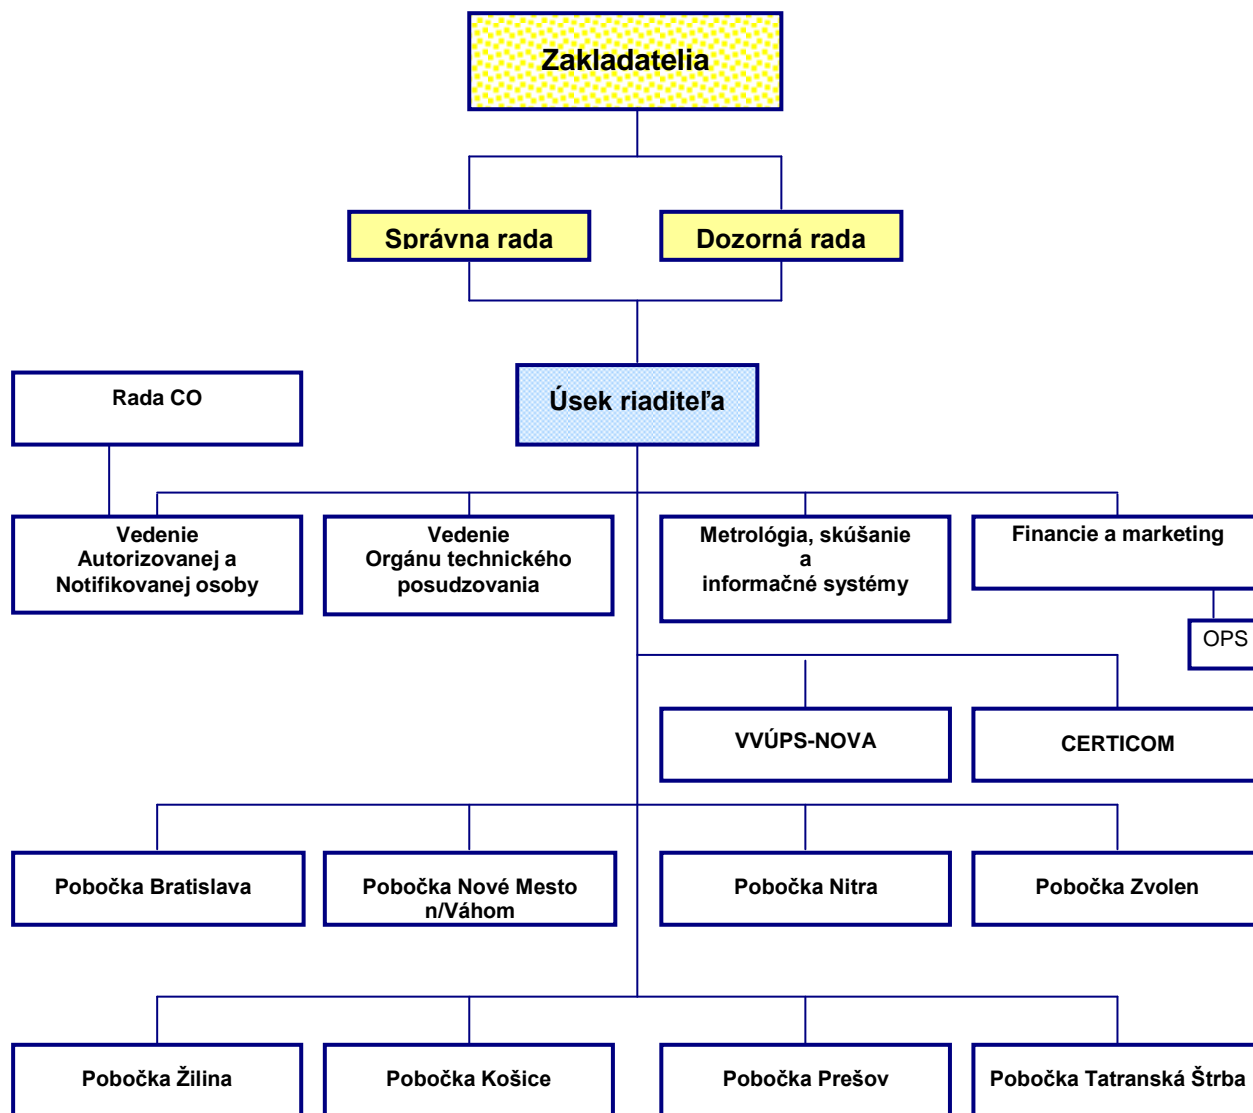 Zakladatelia
Správna rada
Dozorná rada
Rada CO
Úsek riaditeľa
Vedenie
Autorizovanej a
Notifikovanej osoby
Vedenie
Orgánu technického
posudzovania
Metrológia, skúšanie
a
informačné systémy
Financie a marketing
OPS
VVÚPS-NOVA
CERTICOM
Pobočka Bratislava
Pobočka Nové Mesto
n/Váhom
Pobočka Nitra
Pobočka Zvolen
Pobočka Žilina
Pobočka Košice
Pobočka Prešov
Pobočka Tatranská Štrba